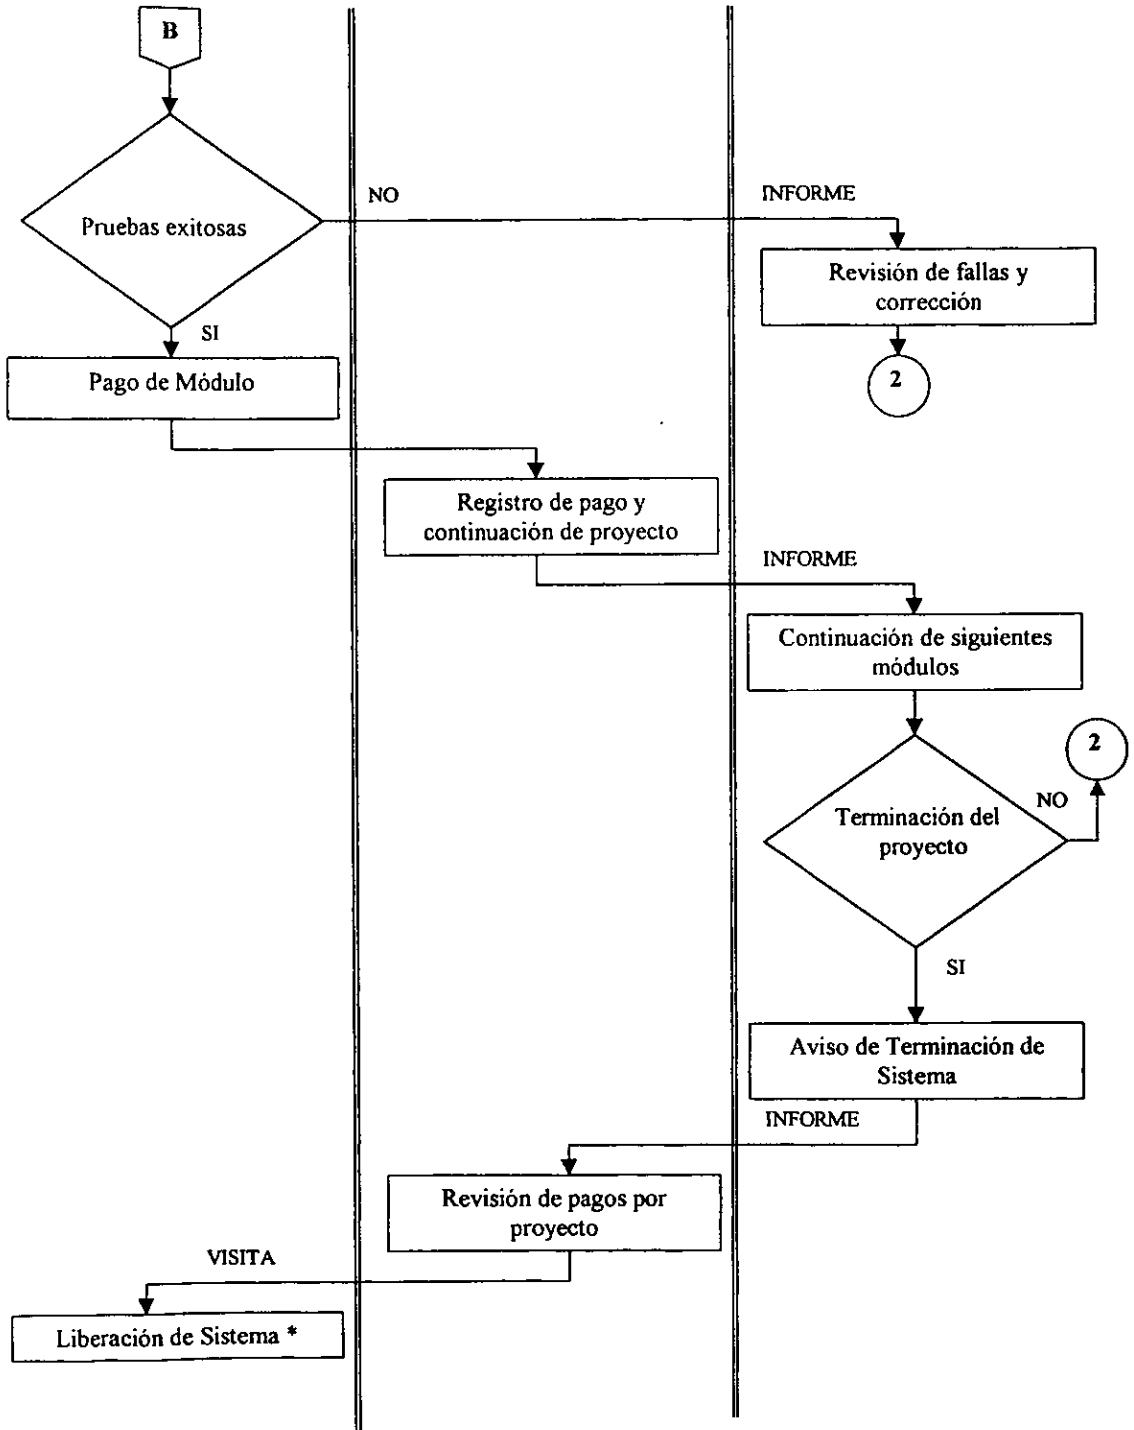 B
NO
INFORME
Pruebas exitosas
Revisión de fallas y
corrección
SI
2
Pago de Módulo
Registro de pago y
continuación de proyecto
INFORME
Continuación de siguientes
módulos
2
NO
Terminación del
proyecto
SI
Aviso de Terminación de
Sistema
INFORME
Revisión de pagos por
proyecto
VISITA
Liberación de Sistema *